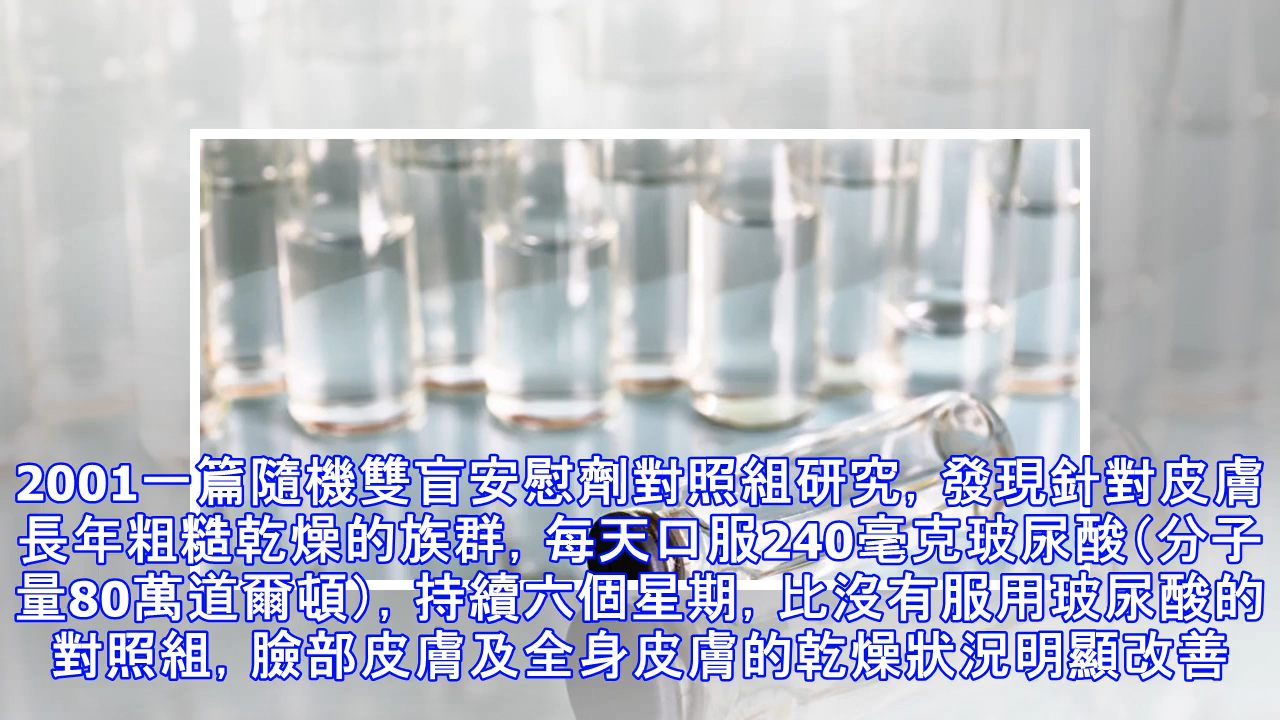 2001一篇隨機雙盲安慰劑對照組研究, 發現針對皮膚
長年粗糙乾燥的族群, 每天口服240毫克玻尿酸(分子
量80萬道爾頓), 持續六個星期, 比沒有服用玻尿酸的
對照組, 臉部皮膚及全身皮膚的乾燥狀況明顯改善